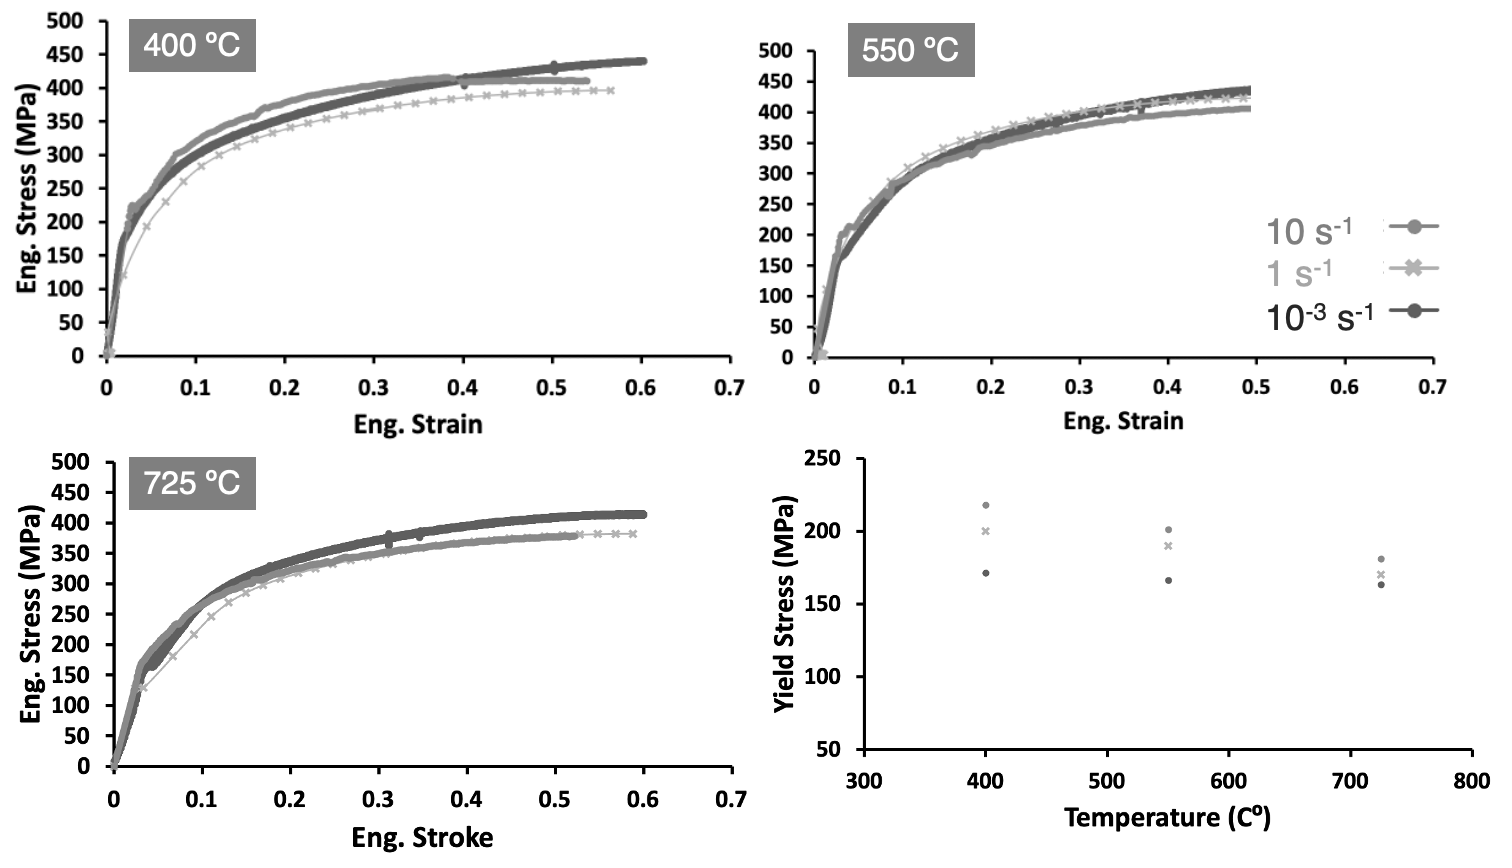 400 ºC
500
450
400
350
300
250
200
150
100
50
0
0 0.1 0.2 0.3 0.4 0.5 0.6 0.7
Eng. Stress (MPa)
Eng. Strain
550 ºC
500
450
400
350
300
250
200
150
100
50
0
0 0.1 0.2 0.3 0.4 0.5 0.6 0.7
Eng. Stress (MPa)
Eng. Strain
10 s-1
1 s-1
10-3 s-1
725 ºC
500
450
400
350
300
250
200
150
100
50
0
0 0.1 0.2 0.3 0.4 0.5 0.6 0.7
Eng. Stress (MPa)
Eng. Stroke
250
200
150
100
50
300 400 500 600 700 800
Yield Stress (MPa)
Temperature (Cº)